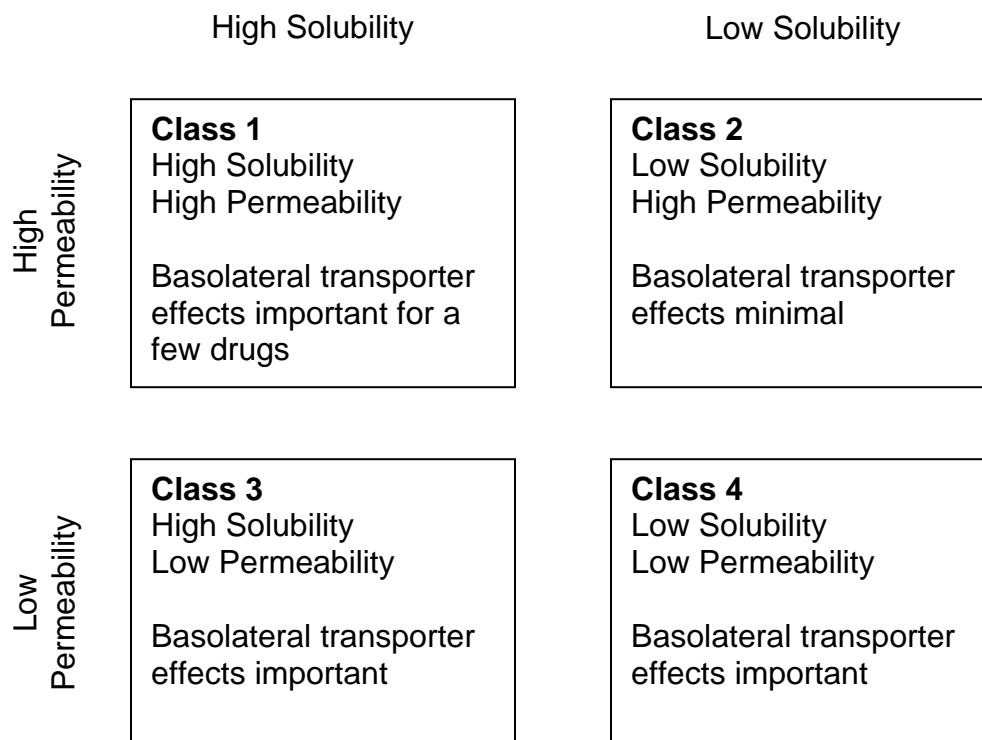 High Solubility
Low Solubility
High
Permeability
Class 1
High Solubility
High Permeability
Basolateral transporter
effects important for a
few drugs
Class 2
Low Solubility
High Permeability
Basolateral transporter
effects minimal
Low
Permeability
Class 3
High Solubility
Low Permeability
Basolateral transporter
effects important
Class 4
Low Solubility
Low Permeability
Basolateral transporter
effects important